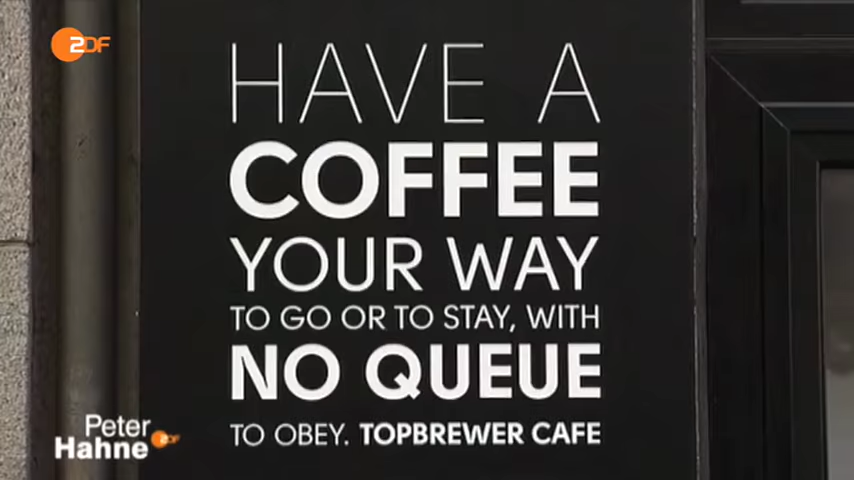 ZDF
HAVE A
COFFEE
YOUR WAY
TO GO OR TO STAY, WITH
NO QUEUE
TO OBEY. TOPBREWER CAFE
Peter
Hahne ZDF